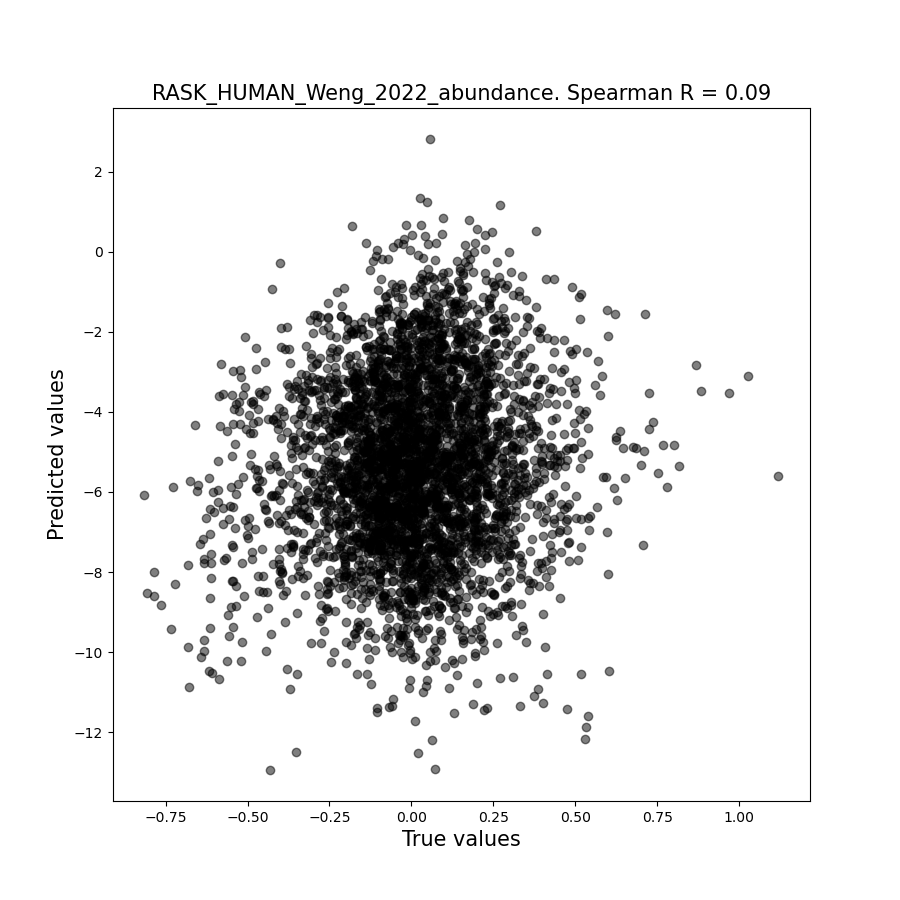 RASK_HUMAN_Weng_2022_abundance. Spearman R = 0.09
2
0
−2
−4
−6
−8
−10
−12
Predicted values
−0.75 −0.50 −0.25 0.00 0.25 0.50 0.75 1.00
True values